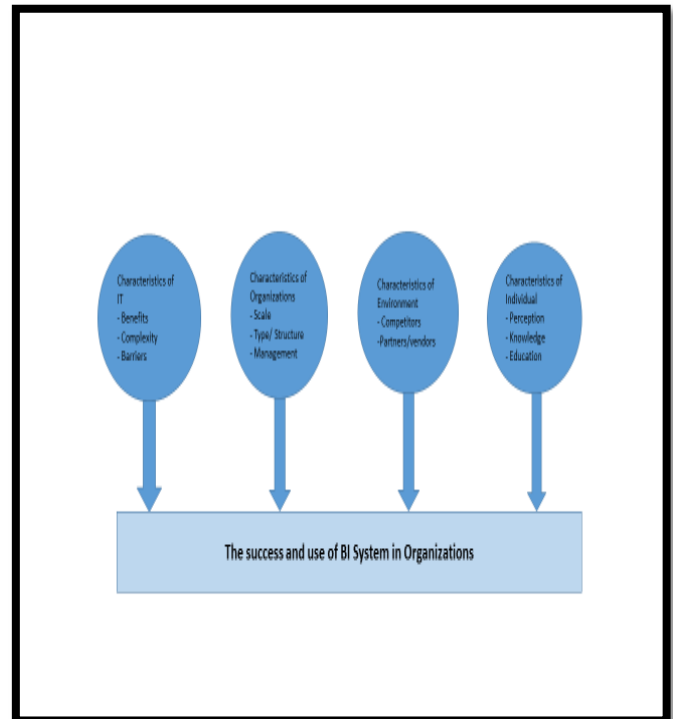 Characteristics of
IT
- Benefits
- Complexity
- Barriers
Characteristics of
Organizations
- Scale
- Type/ Structure
- Management
Characteristics of
Environment
- Competitors
-Partners/vendors
Characteristics of
Individual
- Perception
- Knowledge
- Education
The success and use of BI System in Organizations